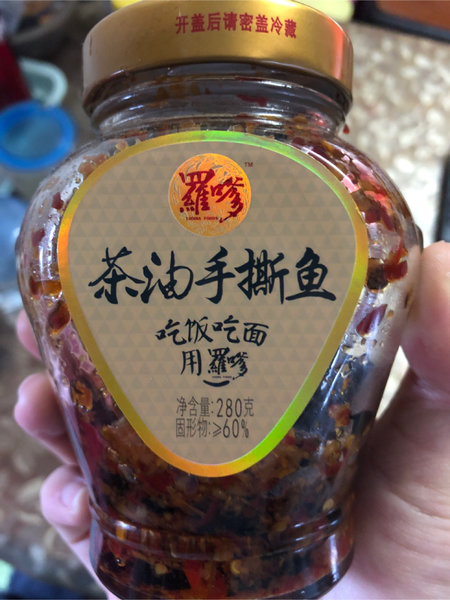 开盖后请密盖冷藏
羅嗲
TM
茶油手撕鱼
吃饭吃面
用羅嗲
净含量:280克
固形物:≥60%